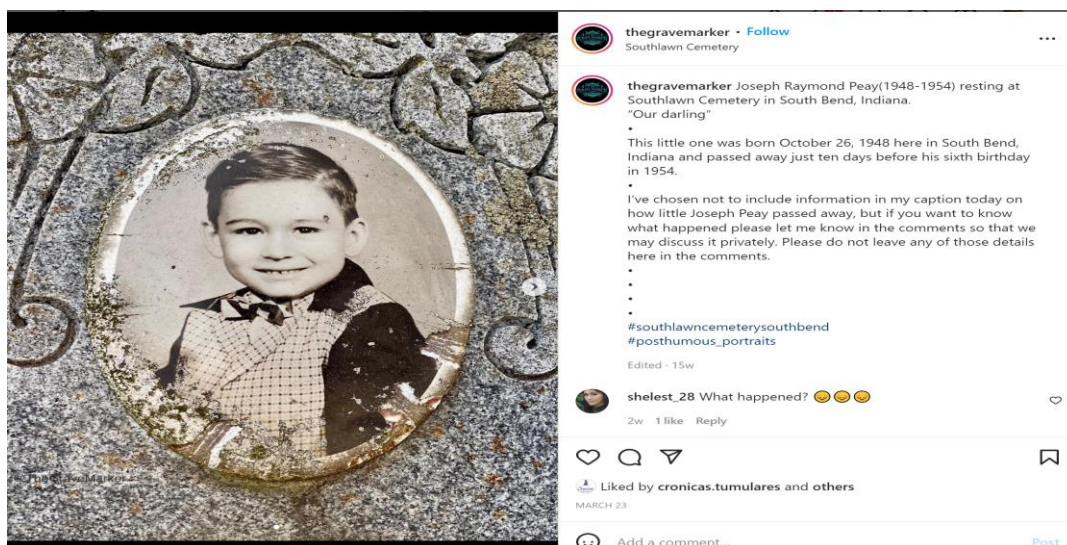 thegravemarker • Follow
Southlawn Cemetery
thegravemarker Joseph Raymond Peay(1948-1954) resting at
Southlawn Cemetery in South Bend, Indiana.
"Our darling"
•
This little one was born October 26, 1948 here in South Bend,
Indiana and passed away just ten days before his sixth birthday
in 1954.
•
I've chosen not to include information in my caption today on
how little Joseph Peay passed away, but if you want to know
what happened please let me know in the comments so that we
may discuss it privately. Please do not leave any of those details
here in the comments.
•
•
•
•
#southlawncemeterysouthbend
#posthumous_portraits
Edited · 15w
shelest_28 What happened? 😔😔😔
2w 1 like Reply
TheGraveMarker
Liked by cronicas.tumulares and others
MARCH 23
Add a comment...
Post